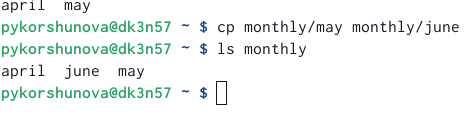 april  may
pykorshunova@dk3n57 ~ $ cp monthly/may monthly/june
pykorshunova@dk3n57 ~ $ ls monthly
april  june  may
pykorshunova@dk3n57 ~ $